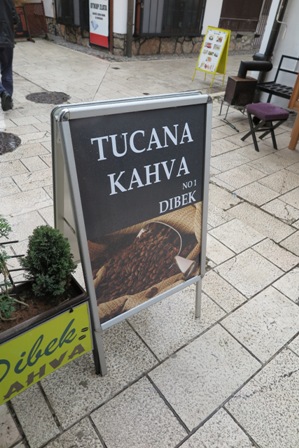 TUCANA
KAHVA
NO 1
DIBEK
Dibek
KAHVA